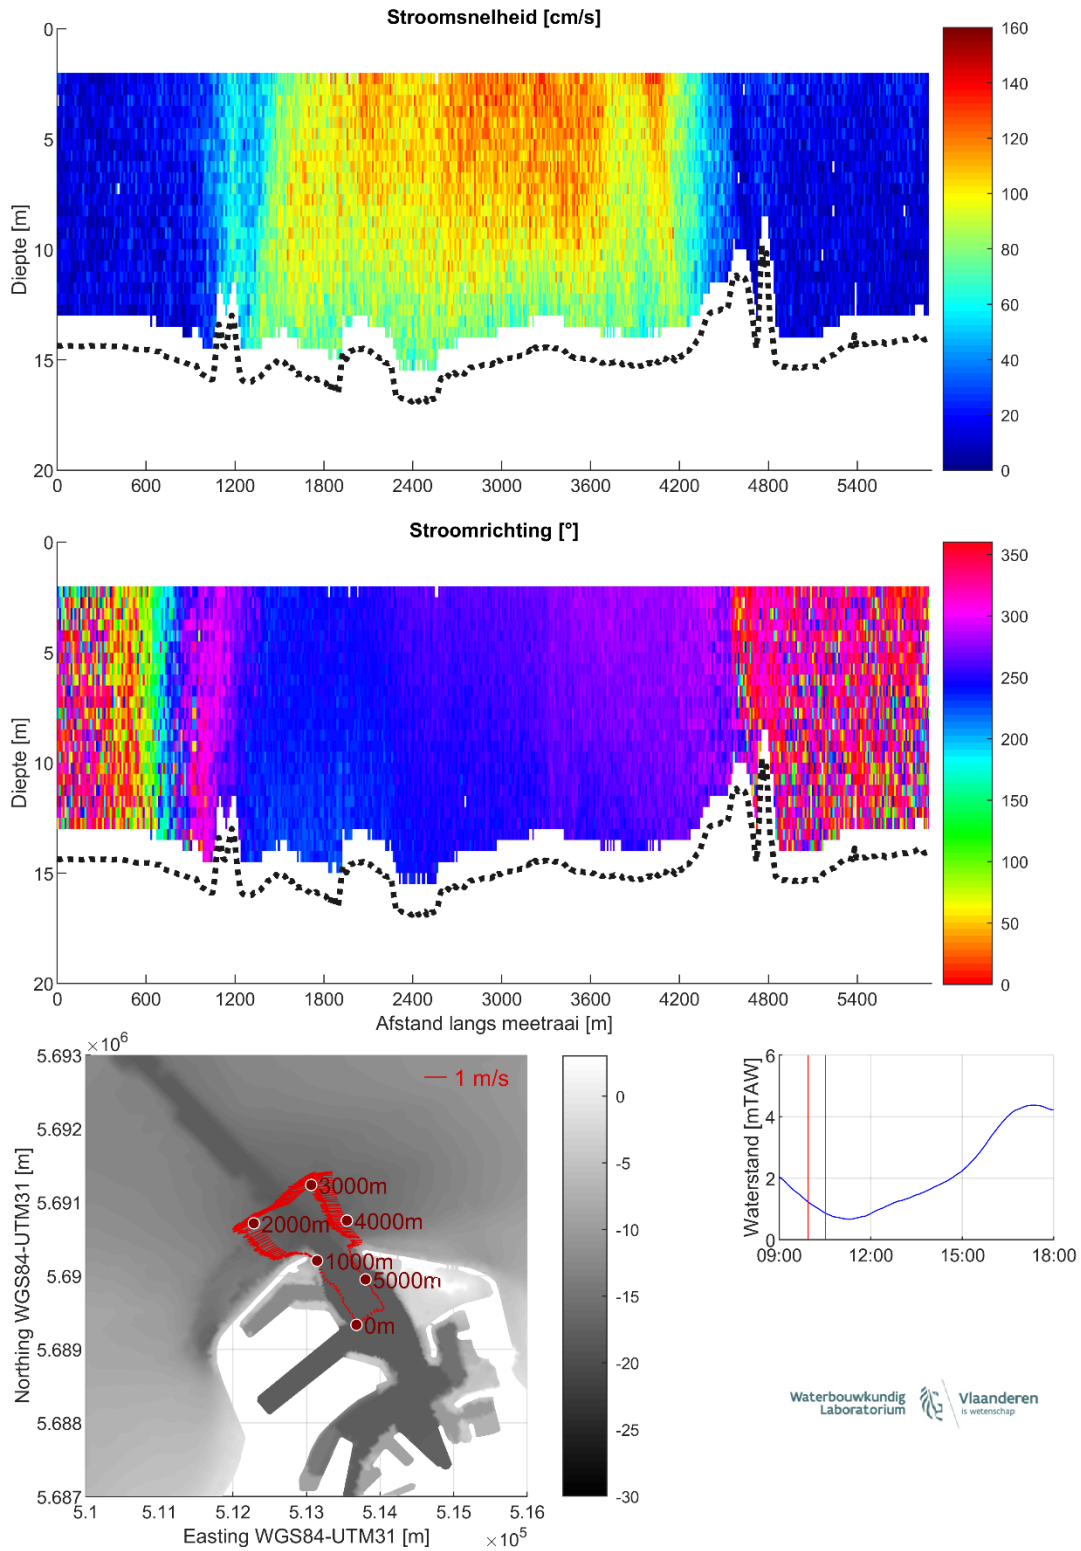 Stroomsnelheid [cm/s]
0
5
10
15
20
Diepte [m]
0 600 1200 1800 2400 3000 3600 4200 4800 5400
160
140
120
100
80
60
40
20
0
Stroomrichting [°]
0
5
10
15
20
Diepte [m]
0 600 1200 1800 2400 3000 3600 4200 4800 5400
Afstand langs meetraai [m]
350
300
250
200
150
100
50
0
×10⁶
5.693
5.692
5.691
5.69
5.689
5.688
5.687
Northing WGS84-UTM31 [m]
1 m/s
3000m
2000m
4000m
1000m
5000m
0m
5.1 5.12 5.13 5.14 5.15 5.16
Easting WGS84-UTM31 [m]
×10⁵
0
-5
-10
-15
-20
-25
-30
Waterstand [mTAW]
6
4
2
0
09:00 12:00 15:00 18:00
Waterbouwkundig
Laboratorium
Vlaanderen
is wetenschap